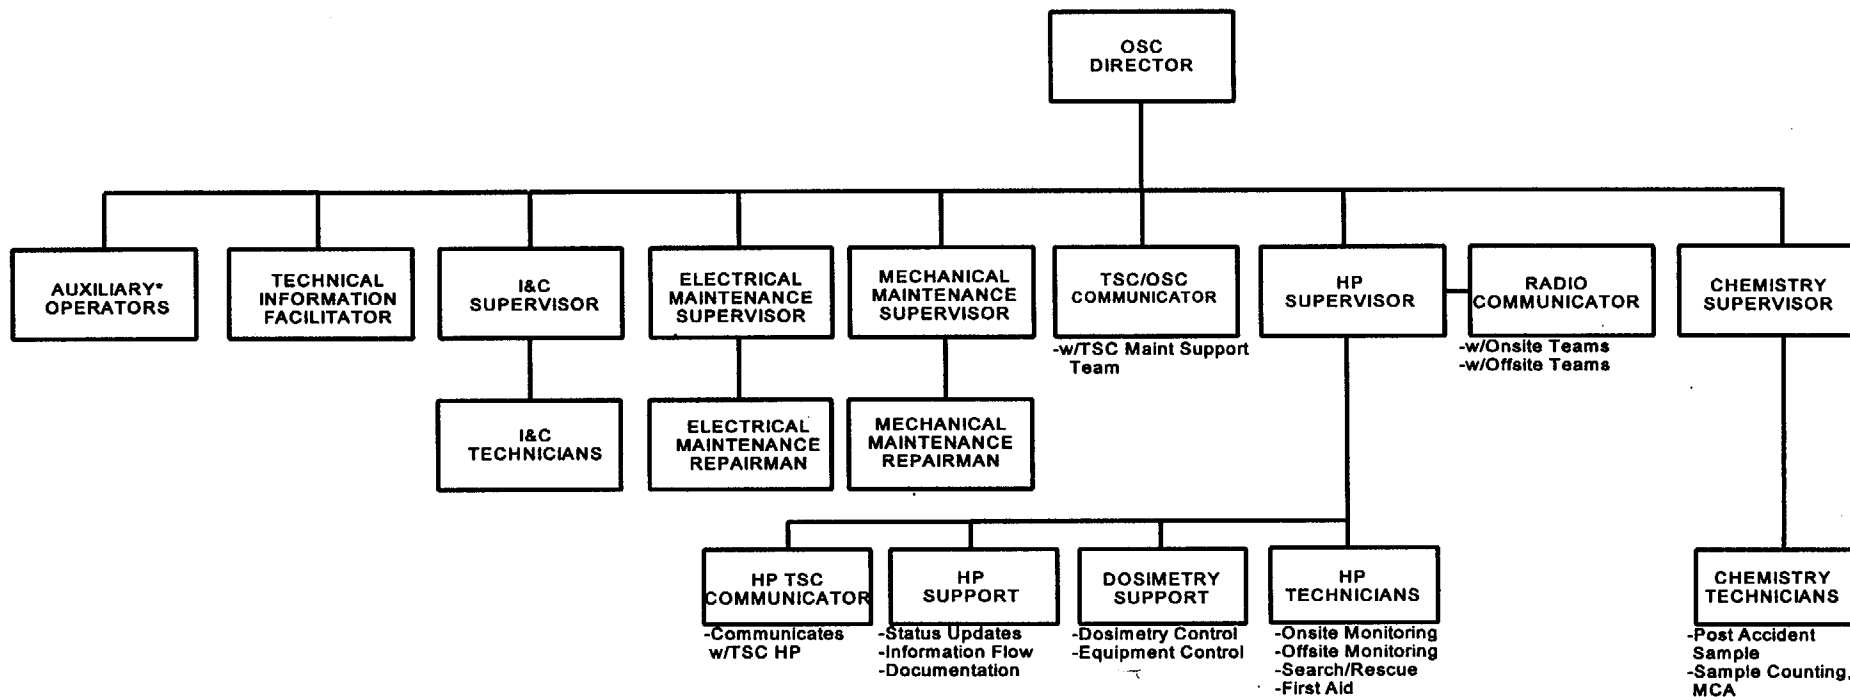 OSC
DIRECTOR
AUXILIARY*
OPERATORS
TECHNICAL
INFORMATION
FACILITATOR
I&C
SUPERVISOR
ELECTRICAL
MAINTENANCE
SUPERVISOR
MECHANICAL
MAINTENANCE
SUPERVISOR
TSC/OSC
COMMUNICATOR
-w/TSC Maint Support
Team
HP
SUPERVISOR
RADIO
COMMUNICATOR
-w/Onsite Teams
-w/Offsite Teams
CHEMISTRY
SUPERVISOR
I&C
TECHNICIANS
ELECTRICAL
MAINTENANCE
REPAIRMAN
MECHANICAL
MAINTENANCE
REPAIRMAN
HP TSC
COMMUNICATOR
-Communicates
w/TSC HP
HP
SUPPORT
-Status Updates
-Information Flow
-Documentation
DOSIMETRY
SUPPORT
-Dosimetry Control
-Equipment Control
HP
TECHNICIANS
-Onsite Monitoring
-Offsite Monitoring
-Search/Rescue
-First Aid
CHEMISTRY
TECHNICIANS
-Post Accident
Sample
-Sample Counting,
MCA